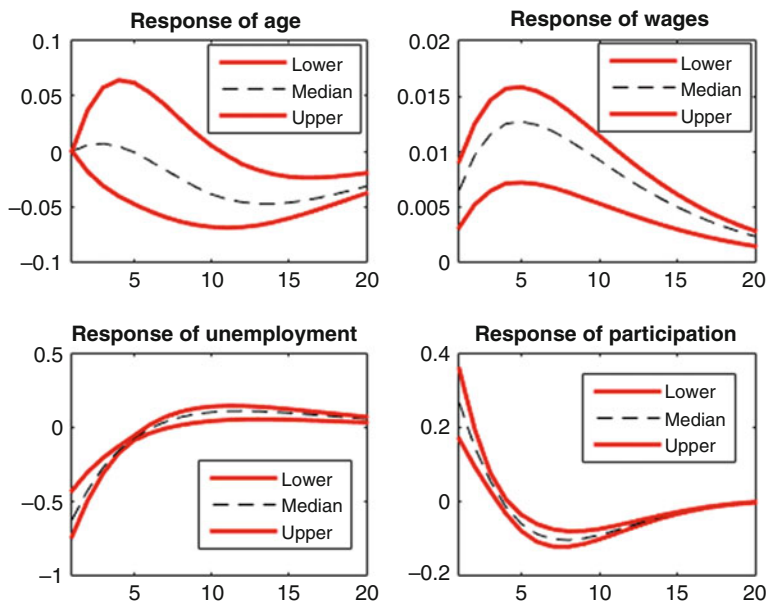 Response of age
0.1
0.05
0
−0.05
−0.1
5 10 15 20
Lower
Median
Upper
Response of wages
0.02
0.015
0.01
0.005
0
5 10 15 20
Lower
Median
Upper
Response of unemployment
0.5
0
−0.5
−1
5 10 15 20
Lower
Median
Upper
Response of participation
0.4
0.2
0
−0.2
5 10 15 20
Lower
Median
Upper